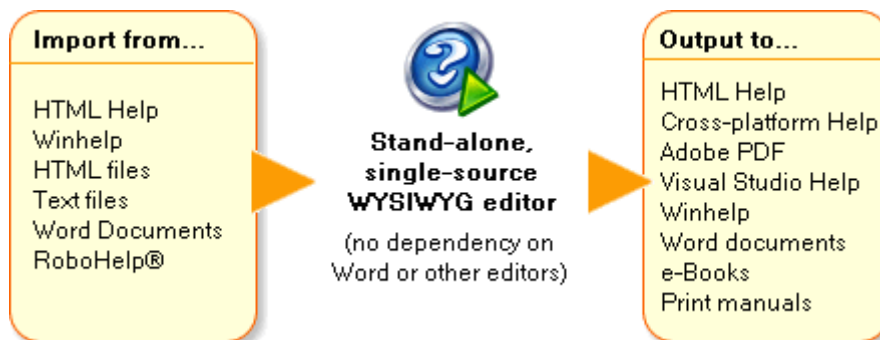 Import from...
HTML Help
Winhelp
HTML files
Text files
Word Documents
RoboHelp®
Stand-alone,
single-source
WYSIWYG editor
(no dependency on
Word or other editors)
Output to...
HTML Help
Cross-platform Help
Adobe PDF
Visual Studio Help
Winhelp
Word documents
e-Books
Print manuals